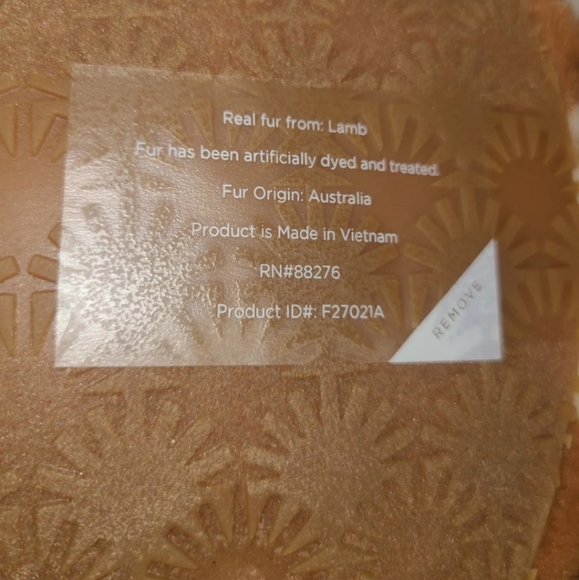 Real fur from: Lamb
Fur has been artificially dyed and treated.
Fur Origin: Australia
Product is Made in Vietnam
RN#88276
Product ID#: F27021A
REMOVE